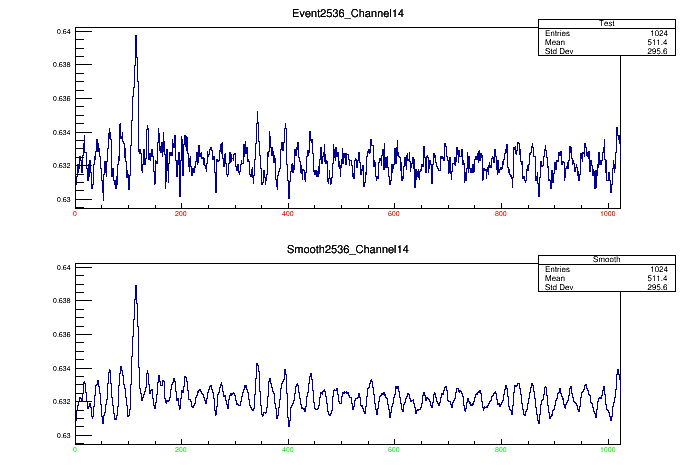 Event2536_Channel14
Test
Entries 1024
Mean 511.4
Std Dev 295.6
0.64
0.638
0.636
0.634
0.632
0.63
0 200 400 600 800 1000
Smooth2536_Channel14
Smooth
Entries 1024
Mean 511.4
Std Dev 295.6
0.64
0.638
0.636
0.634
0.632
0.63
0 200 400 600 800 1000